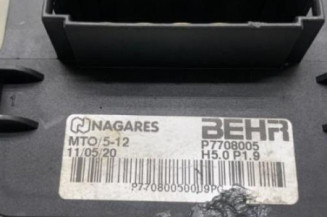 NAGARES BEHR
MTO/5-12 P7708005
11/05/20 H5.0 P1.9